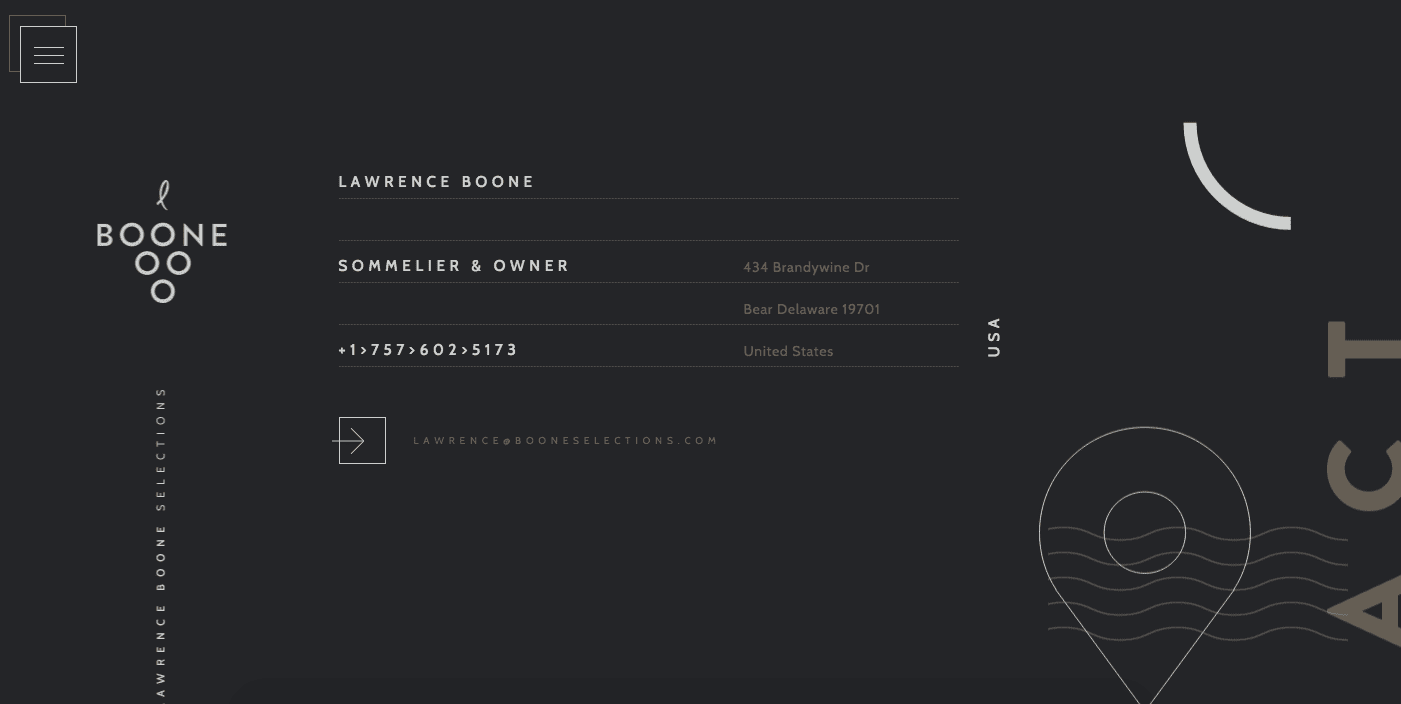 l
BOONE
LAWRENCE BOONE
SOMMELIER & OWNER
434 Brandywine Dr
Bear Delaware 19701
+1>757>602>5173
United States
USA
LAWRENCE@BOONESELECTIONS.COM
LAWRENCE BOONE SELECTIONS
ACT